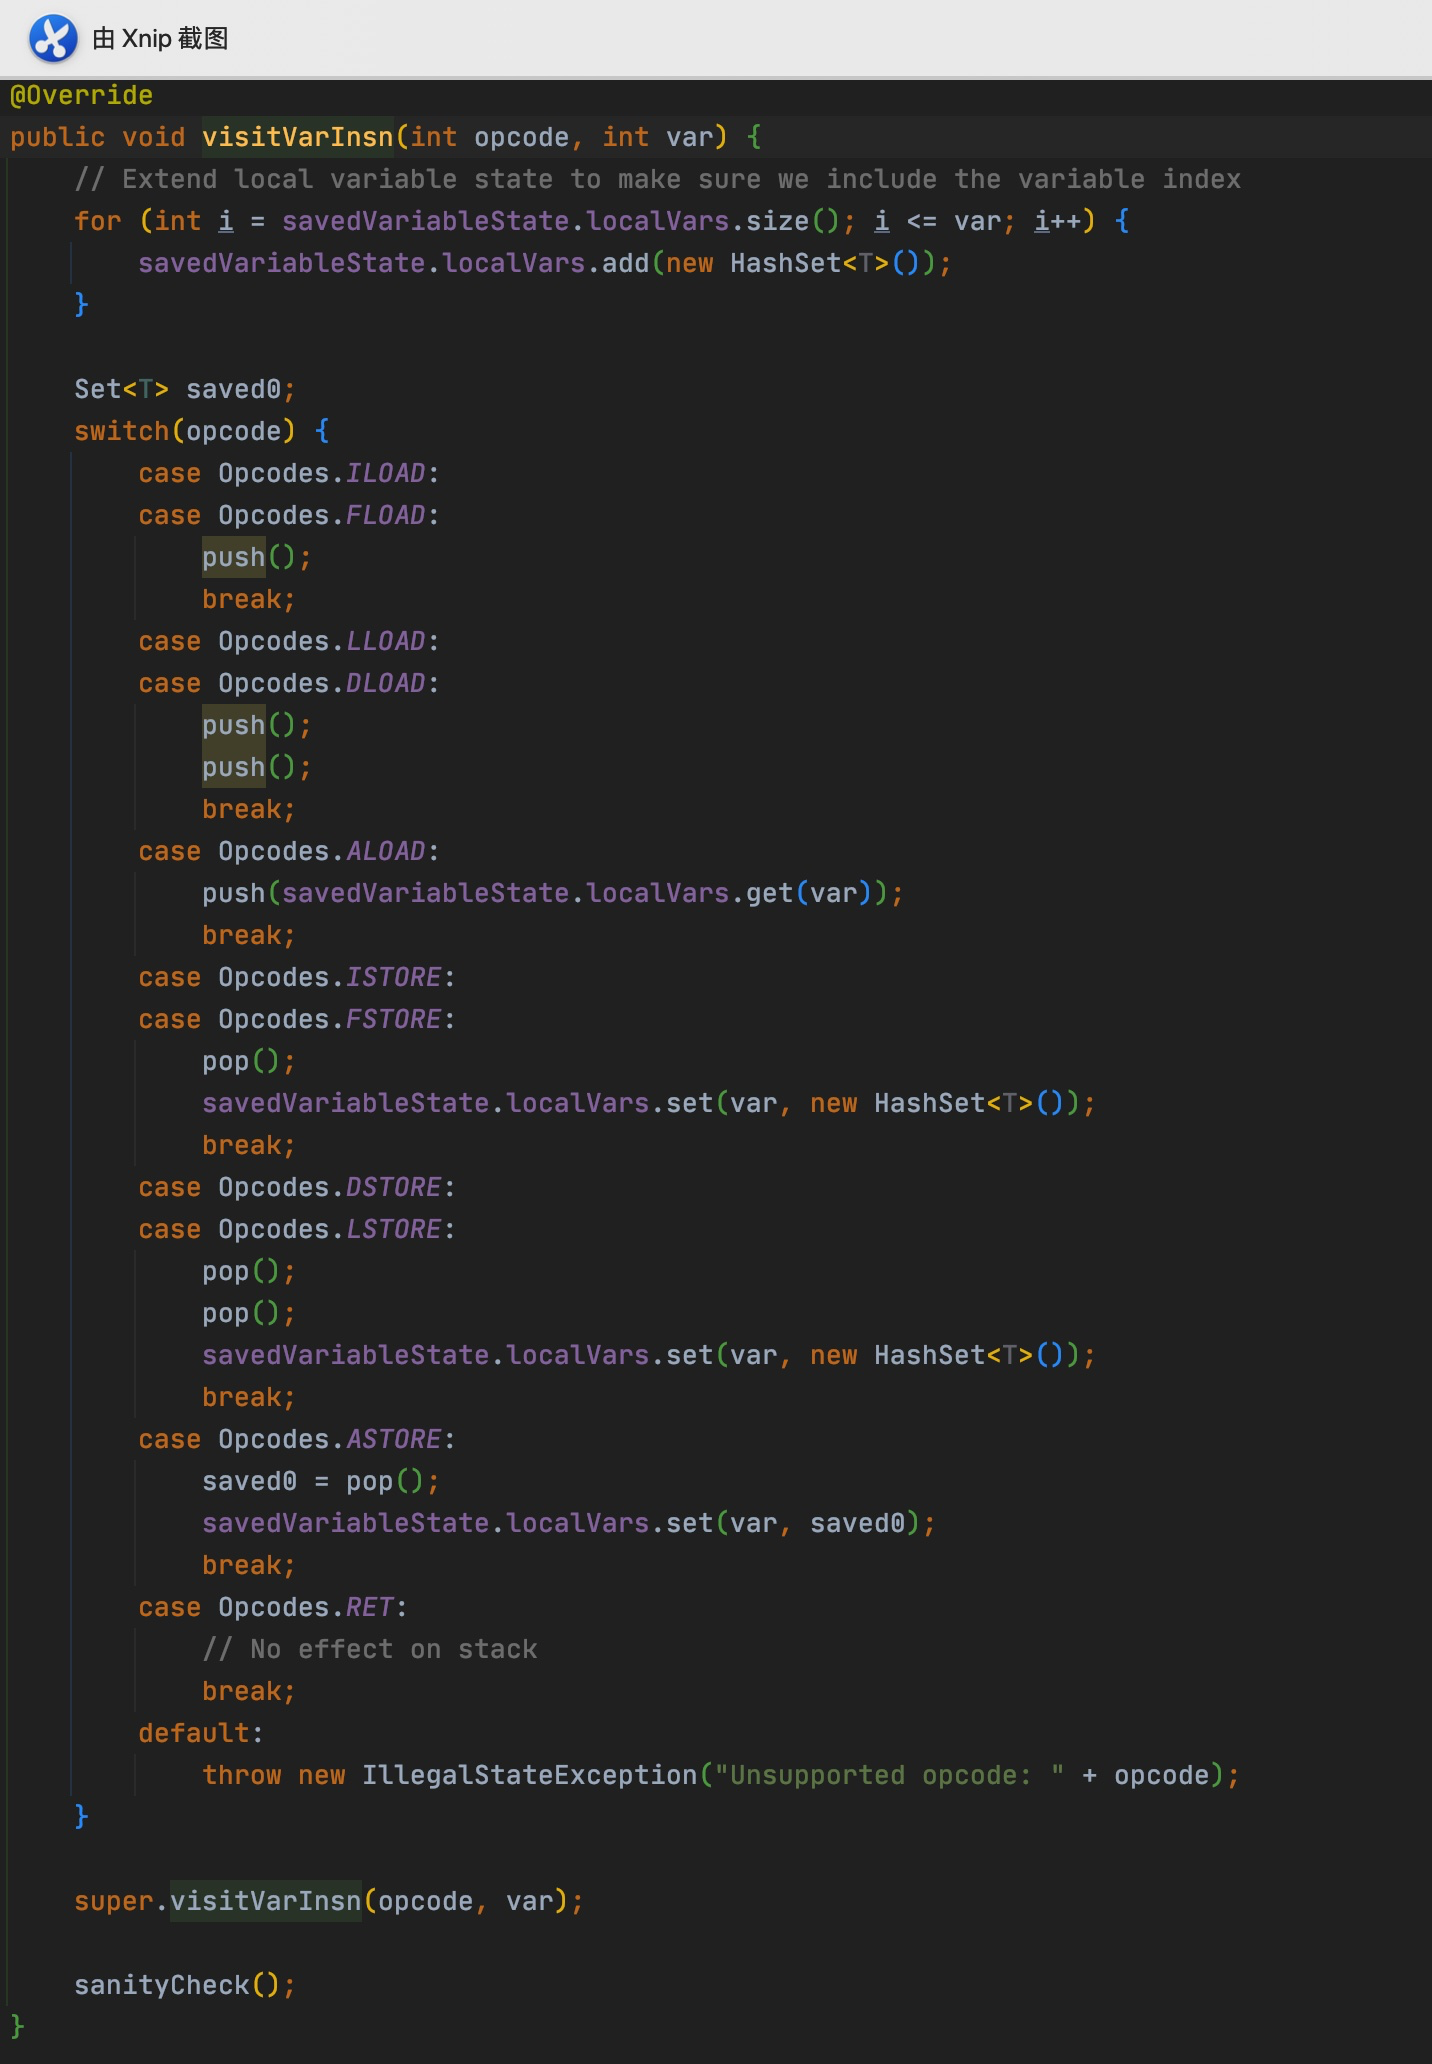 由 Xnip 截图
@Override
public void visitVarInsn(int opcode, int var) {
    // Extend local variable state to make sure we include the variable index
    for (int i = savedVariableState.localVars.size(); i <= var; i++) {
        savedVariableState.localVars.add(new HashSet<T>());
    }

    Set<T> saved0;
    switch(opcode) {
        case Opcodes.ILOAD:
        case Opcodes.FLOAD:
            push();
            break;
        case Opcodes.LLOAD:
        case Opcodes.DLOAD:
            push();
            push();
            break;
        case Opcodes.ALOAD:
            push(savedVariableState.localVars.get(var));
            break;
        case Opcodes.ISTORE:
        case Opcodes.FSTORE:
            pop();
            savedVariableState.localVars.set(var, new HashSet<T>());
            break;
        case Opcodes.DSTORE:
        case Opcodes.LSTORE:
            pop();
            pop();
            savedVariableState.localVars.set(var, new HashSet<T>());
            break;
        case Opcodes.ASTORE:
            saved0 = pop();
            savedVariableState.localVars.set(var, saved0);
            break;
        case Opcodes.RET:
            // No effect on stack
            break;
        default:
            throw new IllegalStateException("Unsupported opcode: " + opcode);
    }

    super.visitVarInsn(opcode, var);

    sanityCheck();
}